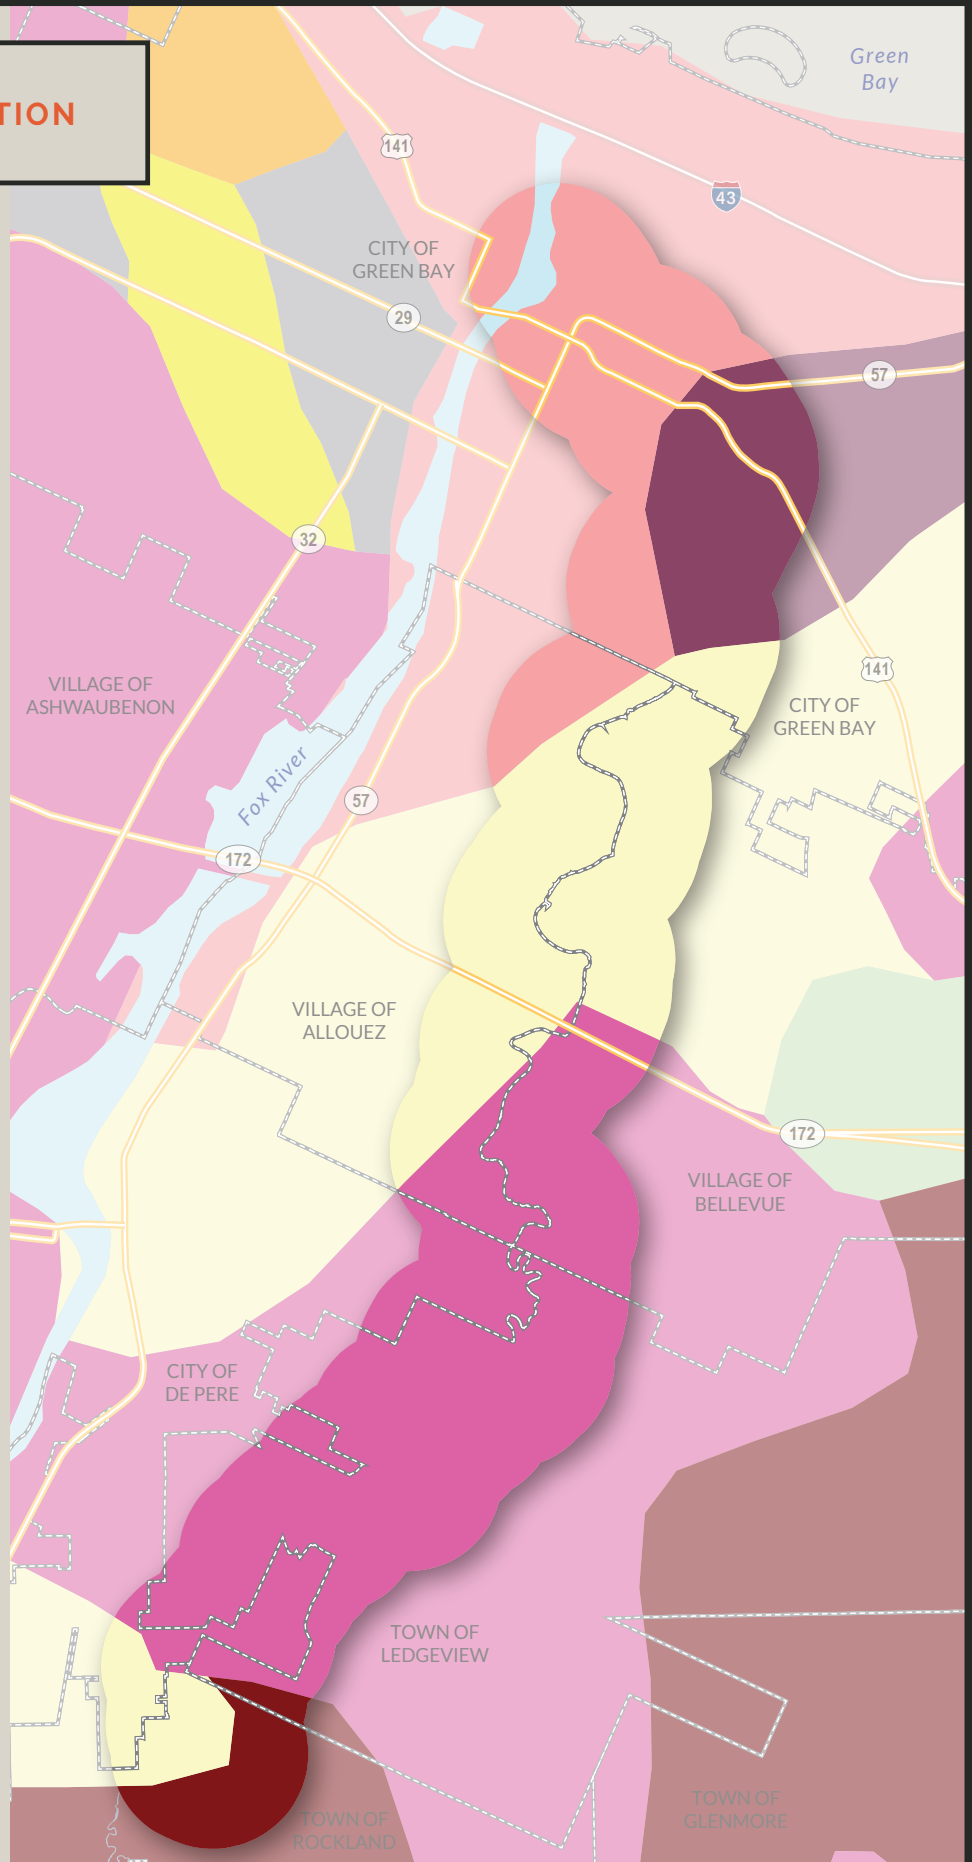 Green
Bay
TION
141
43
CITY OF
GREEN BAY
29
57
32
141
VILLAGE OF
ASHWAUBENON
CITY OF
GREEN BAY
Fox River
57
172
VILLAGE OF
ALLOUEZ
172
VILLAGE OF
BELLEVUE
CITY OF
DE PERE
TOWN OF
LEDGEVIEW
TOWN OF
GLENMORE
TOWN OF
ROCKLAND